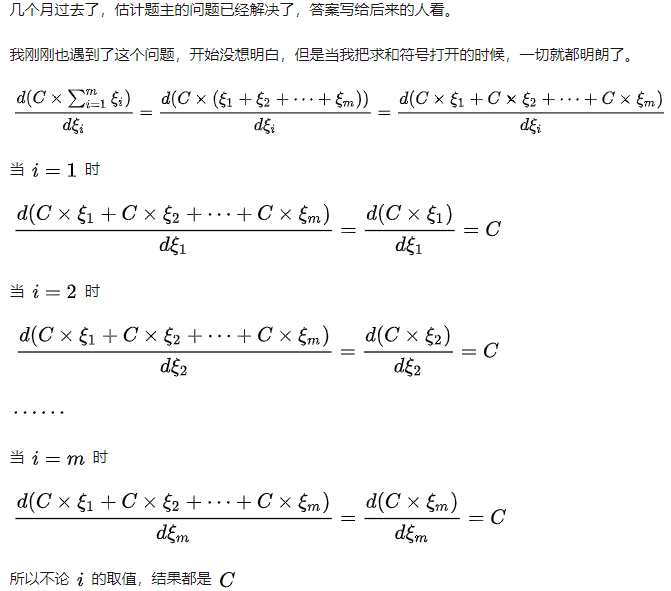 几个月过去了，估计题主的问题已经解决了，答案写给后来的人看。
我刚刚也遇到了这个问题，开始没想明白，但是当我把求和符号打开的时候，一切就都明朗了。
\frac{d(C \times \sum_{i=1}^{m} \xi_i)}{d\xi_i} = \frac{d(C \times (\xi_1 + \xi_2 + \cdots + \xi_m))}{d\xi_i} = \frac{d(C \times \xi_1 + C \times \xi_2 + \cdots + C \times \xi_m)}{d\xi_i}
当 i = 1 时
\frac{d(C \times \xi_1 + C \times \xi_2 + \cdots + C \times \xi_m)}{d\xi_1} = \frac{d(C \times \xi_1)}{d\xi_1} = C
当 i = 2 时
\frac{d(C \times \xi_1 + C \times \xi_2 + \cdots + C \times \xi_m)}{d\xi_2} = \frac{d(C \times \xi_2)}{d\xi_2} = C
······
当 i = m 时
\frac{d(C \times \xi_1 + C \times \xi_2 + \cdots + C \times \xi_m)}{d\xi_m} = \frac{d(C \times \xi_m)}{d\xi_m} = C
所以不论 i 的取值，结果都是 C